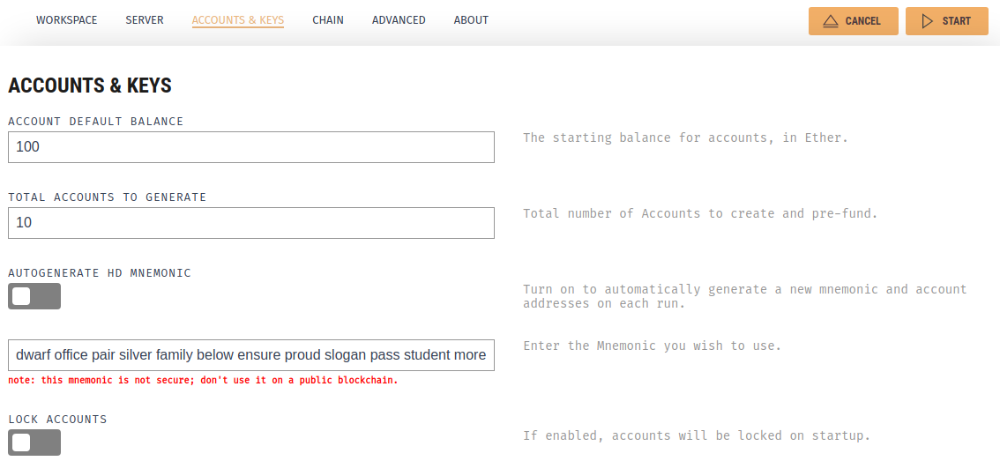 WORKSPACE SERVER ACCOUNTS & KEYS CHAIN ADVANCED ABOUT CANCEL START
ACCOUNTS & KEYS
ACCOUNT DEFAULT BALANCE
100
The starting balance for accounts, in Ether.
TOTAL ACCOUNTS TO GENERATE
10
Total number of Accounts to create and pre-fund.
AUTOGENERATE HD MNEMONIC
Turn on to automatically generate a new mnemonic and account
addresses on each run.
dwarf office pair silver family below ensure proud slogan pass student more
Enter the Mnemonic you wish to use.
note: this mnemonic is not secure; don't use it on a public blockchain.
LOCK ACCOUNTS
If enabled, accounts will be locked on startup.